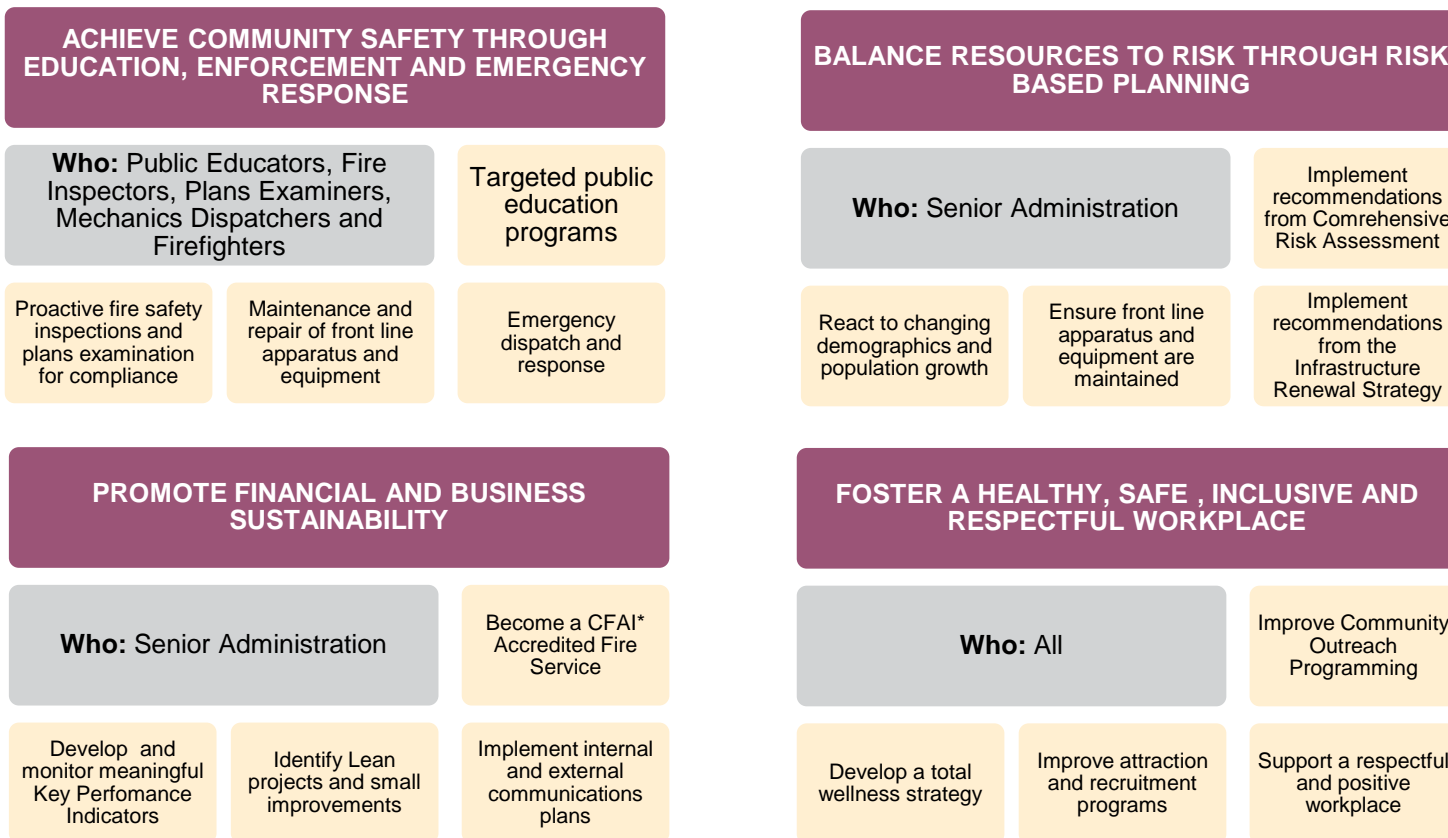 ACHIEVE COMMUNITY SAFETY THROUGH
EDUCATION, ENFORCEMENT AND EMERGENCY
RESPONSE
Who: Public Educators, Fire
Inspectors, Plans Examiners,
Mechanics Dispatchers and
Firefighters
Targeted public
education
programs
Proactive fire safety
inspections and
plans examination
for compliance
Maintenance and
repair of front line
apparatus and
equipment
Emergency
dispatch and
response
BALANCE RESOURCES TO RISK THROUGH RISK
BASED PLANNING
Who: Senior Administration
Implement
recommendations
from Comrehensive
Risk Assessment
React to changing
demographics and
population growth
Ensure front line
apparatus and
equipment are
maintained
Implement
recommendations
from the
Infrastructure
Renewal Strategy
PROMOTE FINANCIAL AND BUSINESS
SUSTAINABILITY
Who: Senior Administration
Become a CFAI*
Accredited Fire
Service
Develop and
monitor meaningful
Key Perfomance
Indicators
Identify Lean
projects and small
improvements
Implement internal
and external
communications
plans
FOSTER A HEALTHY, SAFE , INCLUSIVE AND
RESPECTFUL WORKPLACE
Who: All
Improve Community
Outreach
Programming
Develop a total
wellness strategy
Improve attraction
and recruitment
programs
Support a respectful
and positive
workplace